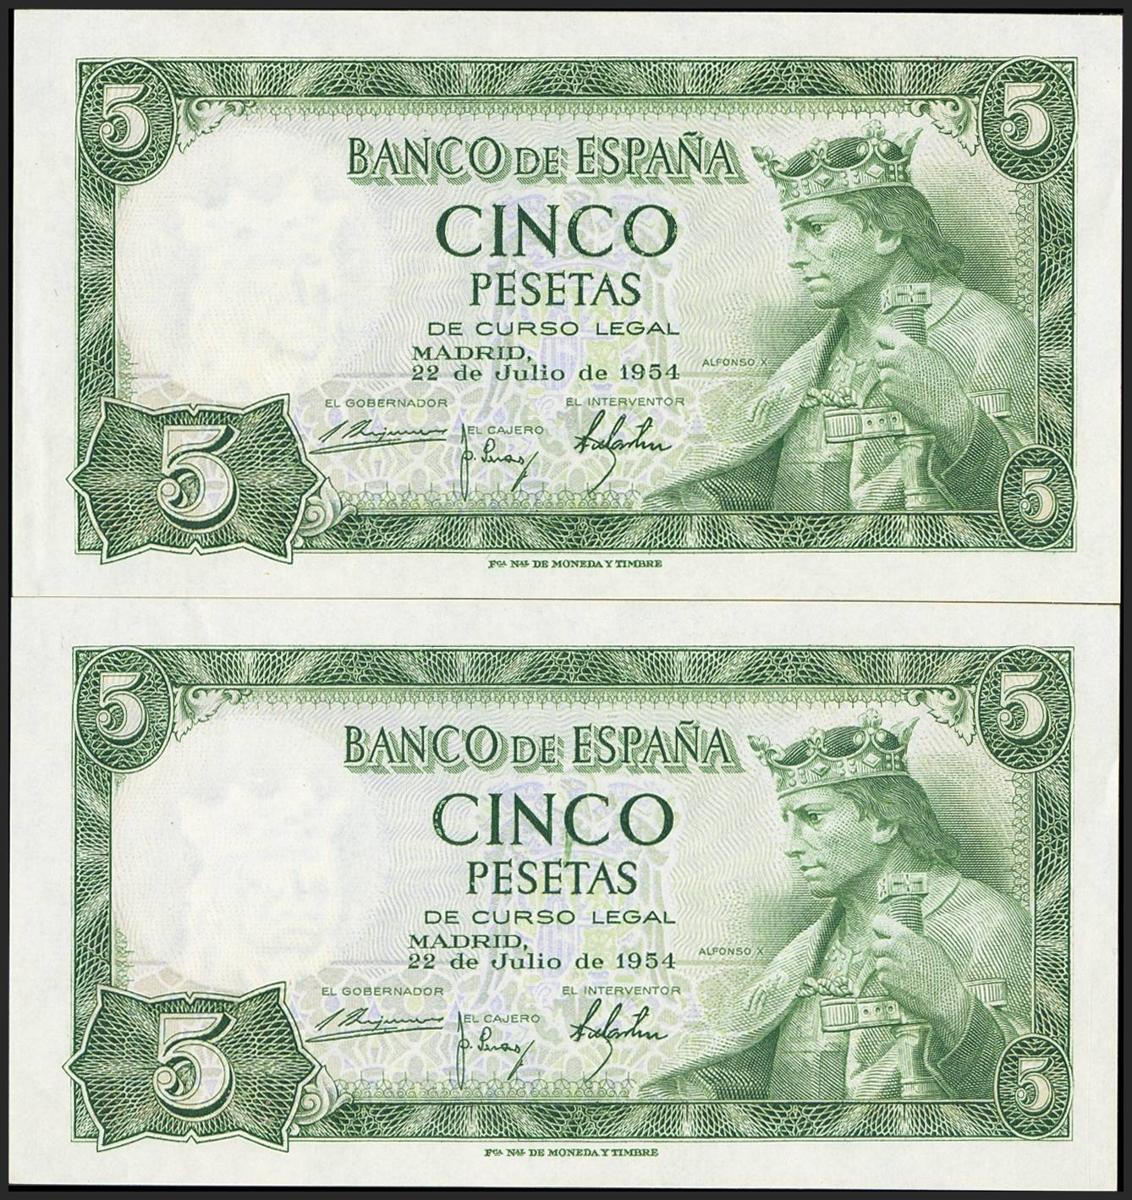 5 5
BANCO DE ESPAÑA
CINCO
PESETAS
DE CURSO LEGAL
MADRID,
22 de Julio de 1954
ALFONSO X
EL GOBERNADOR
EL INTERVENTOR
EL CAJERO
5 5
Fca Nal DE MONEDA Y TIMBRE
5 5
BANCO DE ESPAÑA
CINCO
PESETAS
DE CURSO LEGAL
MADRID,
22 de Julio de 1954
ALFONSO X
EL GOBERNADOR
EL INTERVENTOR
EL CAJERO
5 5
Fca Nal DE MONEDA Y TIMBRE